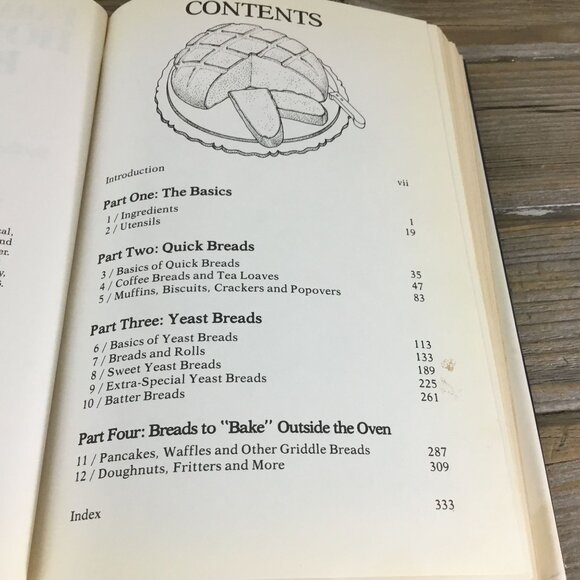 CONTENTS
Introduction vii
Part One: The Basics
1 / Ingredients 1
2 / Utensils 19
Part Two: Quick Breads
3 / Basics of Quick Breads 35
4 / Coffee Breads and Tea Loaves 47
5 / Muffins, Biscuits, Crackers and Popovers 83
Part Three: Yeast Breads
6 / Basics of Yeast Breads 113
7 / Breads and Rolls 133
8 / Sweet Yeast Breads 189
9 / Extra-Special Yeast Breads 225
10 / Batter Breads 261
Part Four: Breads to "Bake" Outside the Oven
11 / Pancakes, Waffles and Other Griddle Breads 287
12 / Doughnuts, Fritters and More 309
Index 333